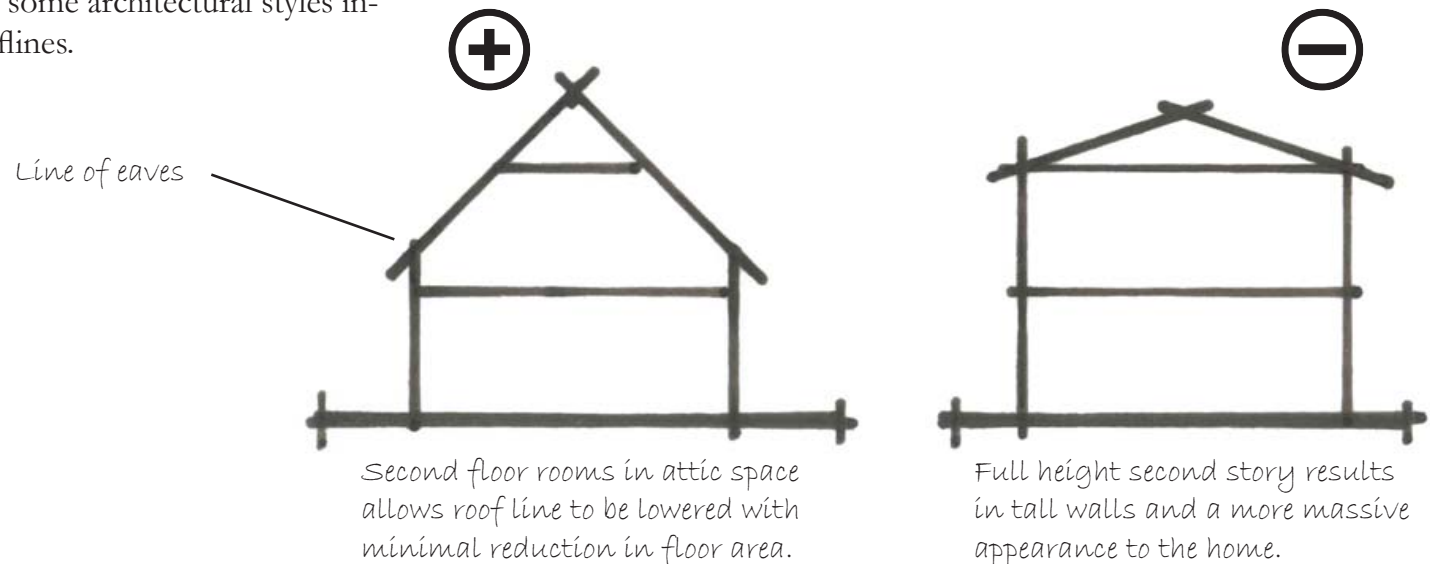 some architectural styles in-
flines.
Line of eaves
Second floor rooms in attic space
allows roof line to be lowered with
minimal reduction in floor area.
Full height second story results
in tall walls and a more massive
appearance to the home.